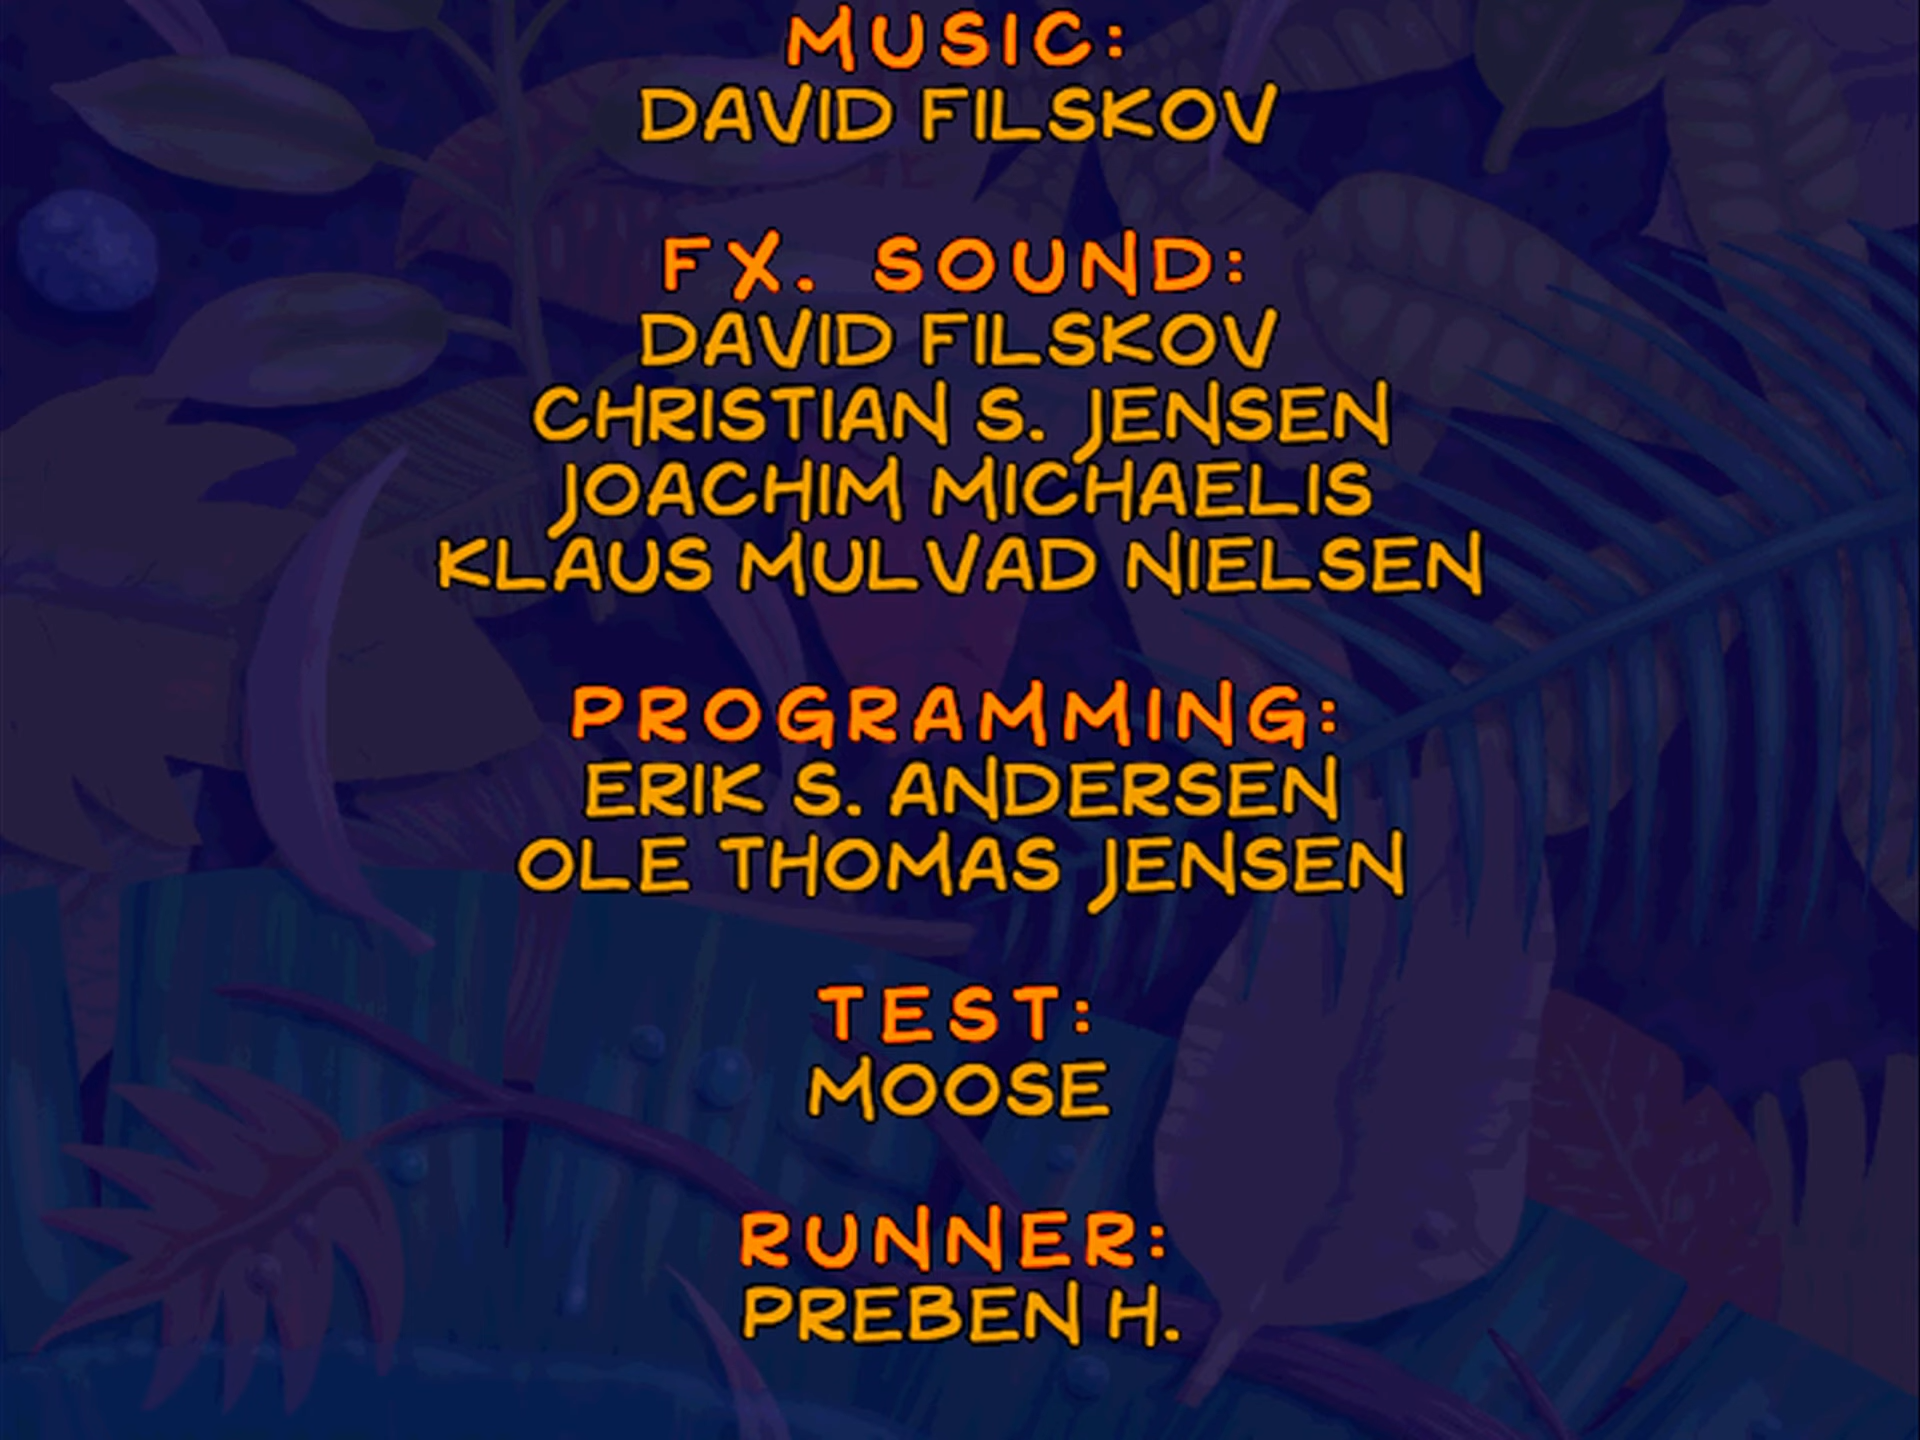 MUSIC:
DAVID FILSKOV
FX. SOUND:
DAVID FILSKOV
CHRISTIAN S. JENSEN
JOACHIM MICHAELIS
KLAUS MULVAD NIELSEN
PROGRAMMING:
ERIK S. ANDERSEN
OLE THOMAS JENSEN
TEST:
MOOSE
RUNNER:
PREBEN H.